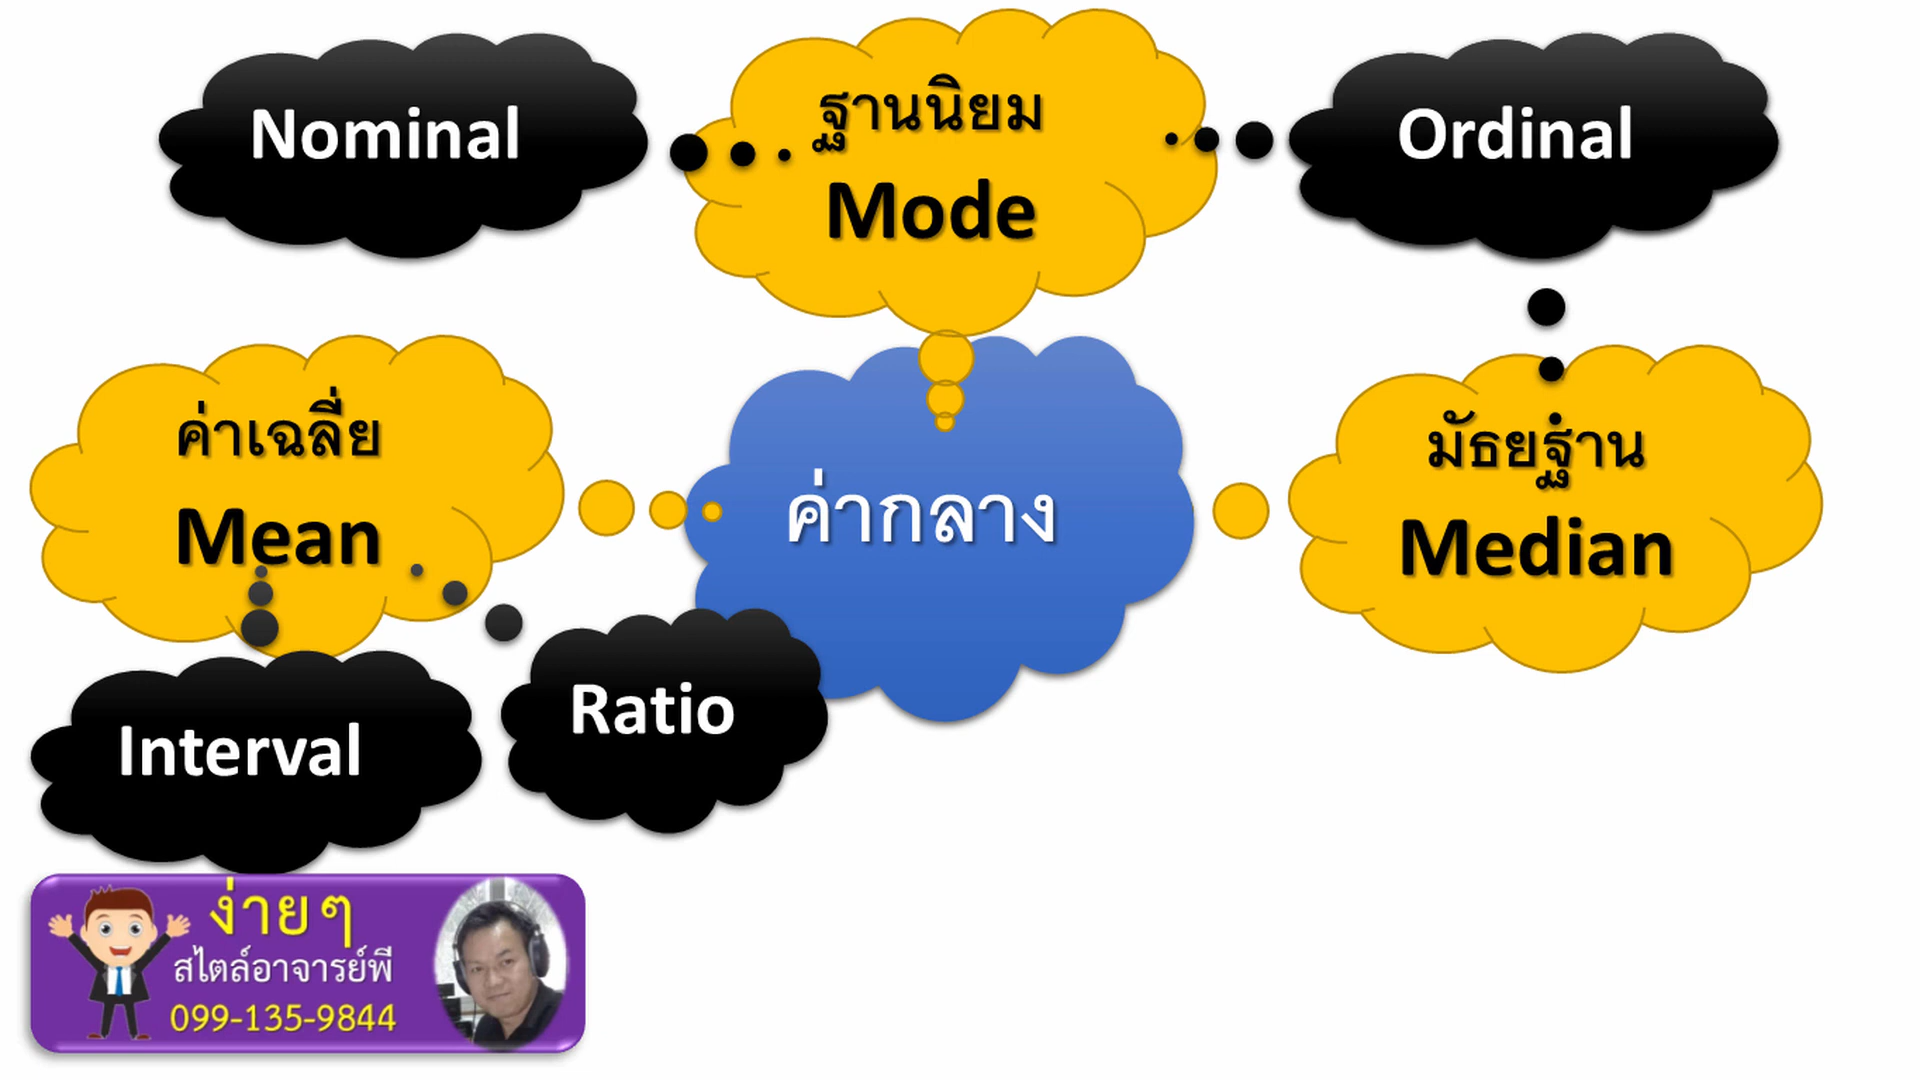 Nominal
ฐานนิยม
Mode
Ordinal
ค่าเฉลี่ย
Mean
ค่ากลาง
มัธยฐาน
Median
Interval
Ratio
ง่ายๆ
สไตล์อาจารย์พี
099-135-9844